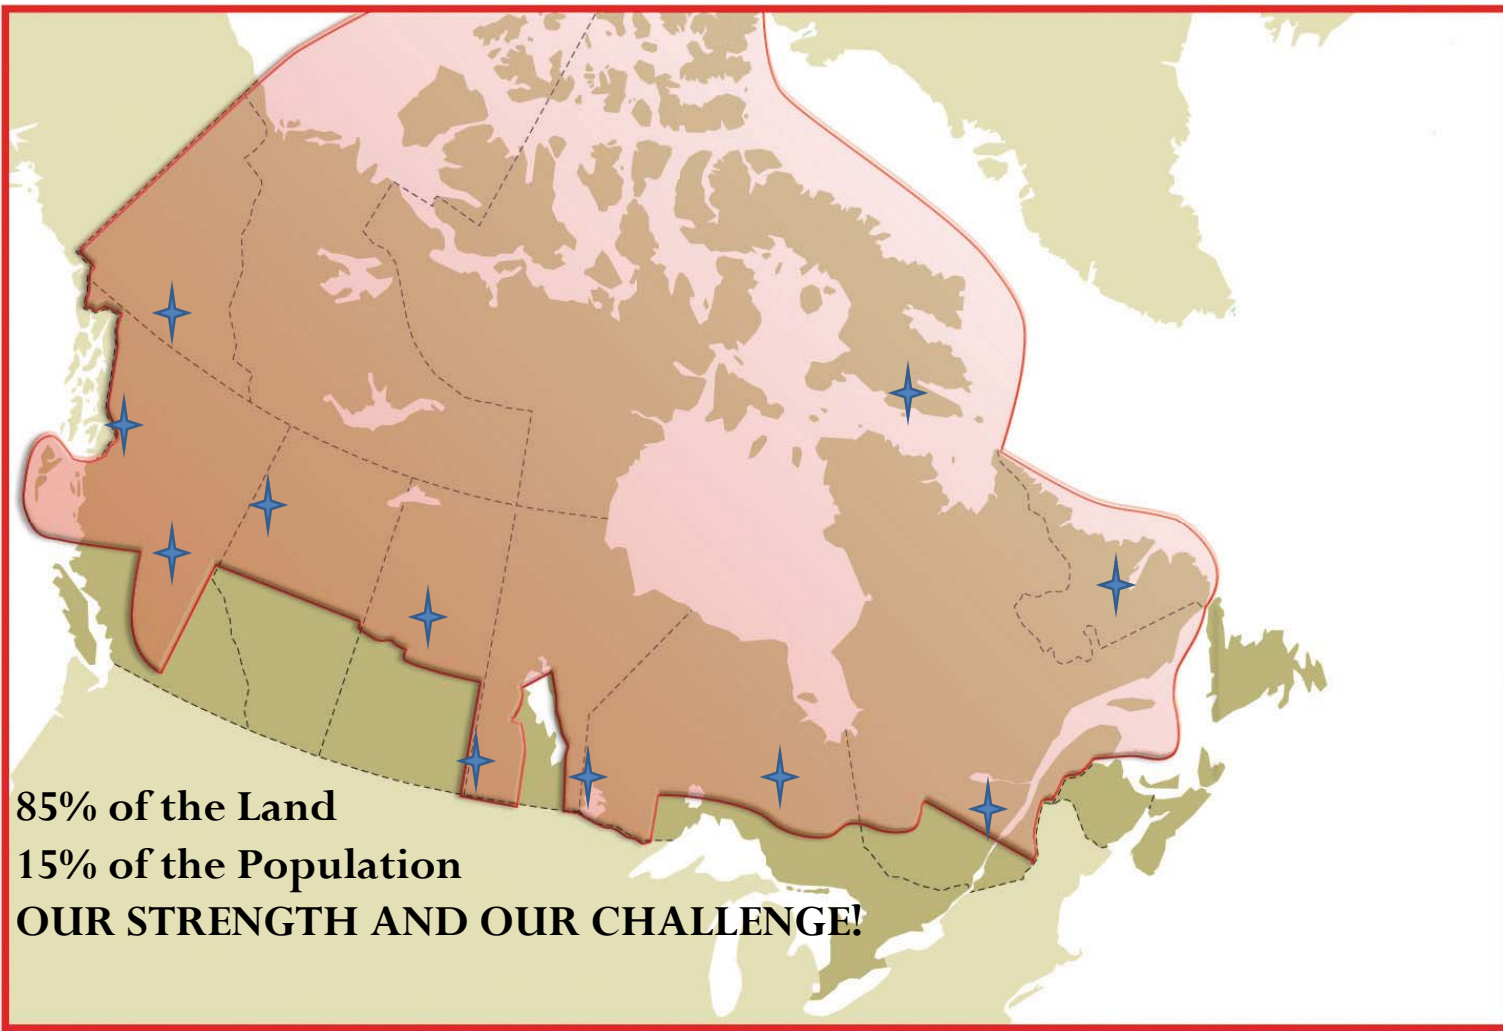 85% of the Land
15% of the Population
OUR STRENGTH AND OUR CHALLENGE!